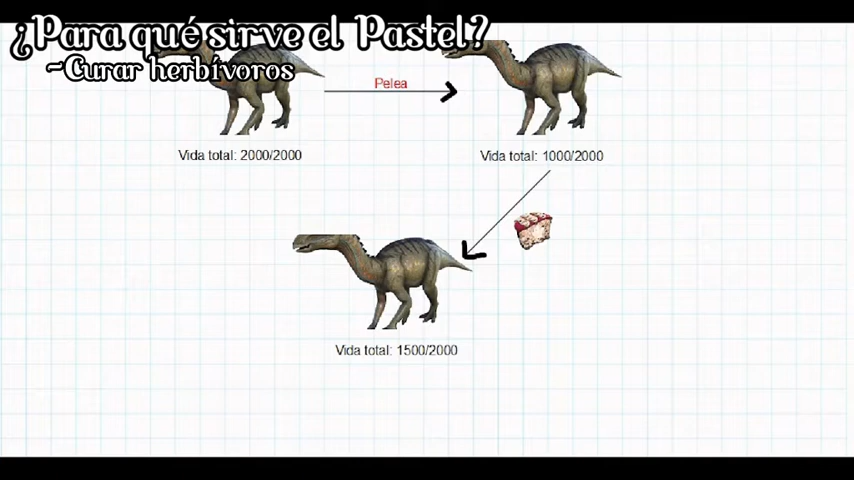 ¿Para qué sirve el Pastel?
~Curar herbívoros
Pelea
Vida total: 2000/2000
Vida total: 1000/2000
Vida total: 1500/2000